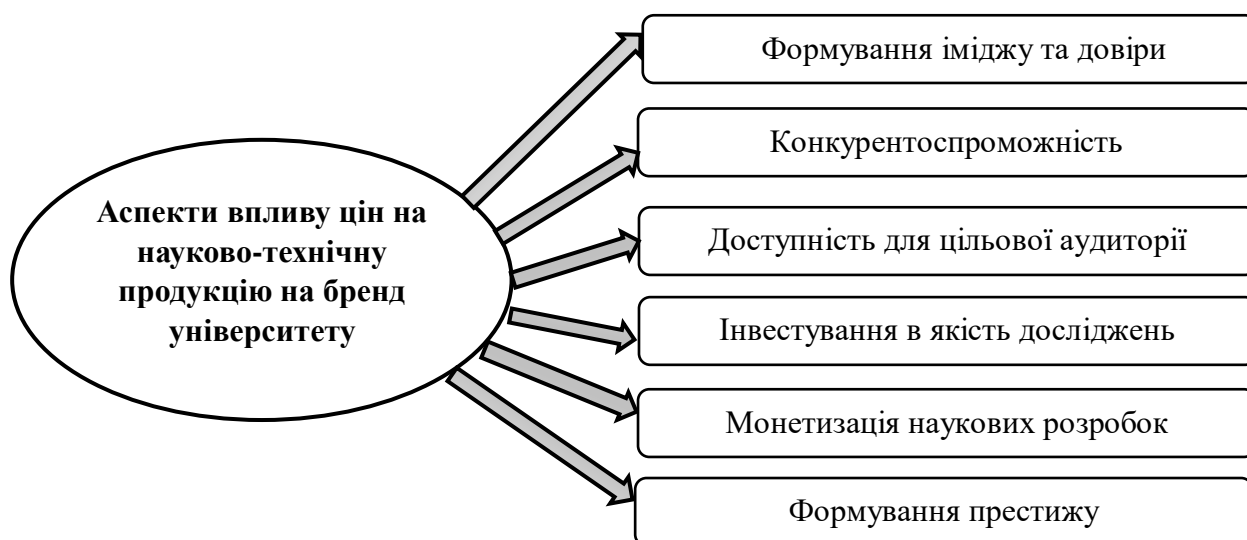 Аспекти впливу цін на
науково-технічну
продукцію на бренд
університету
Формування іміджу та довіри
Конкурентоспроможність
Доступність для цільової аудиторії
Інвестування в якість досліджень
Монетизація наукових розробок
Формування престижу